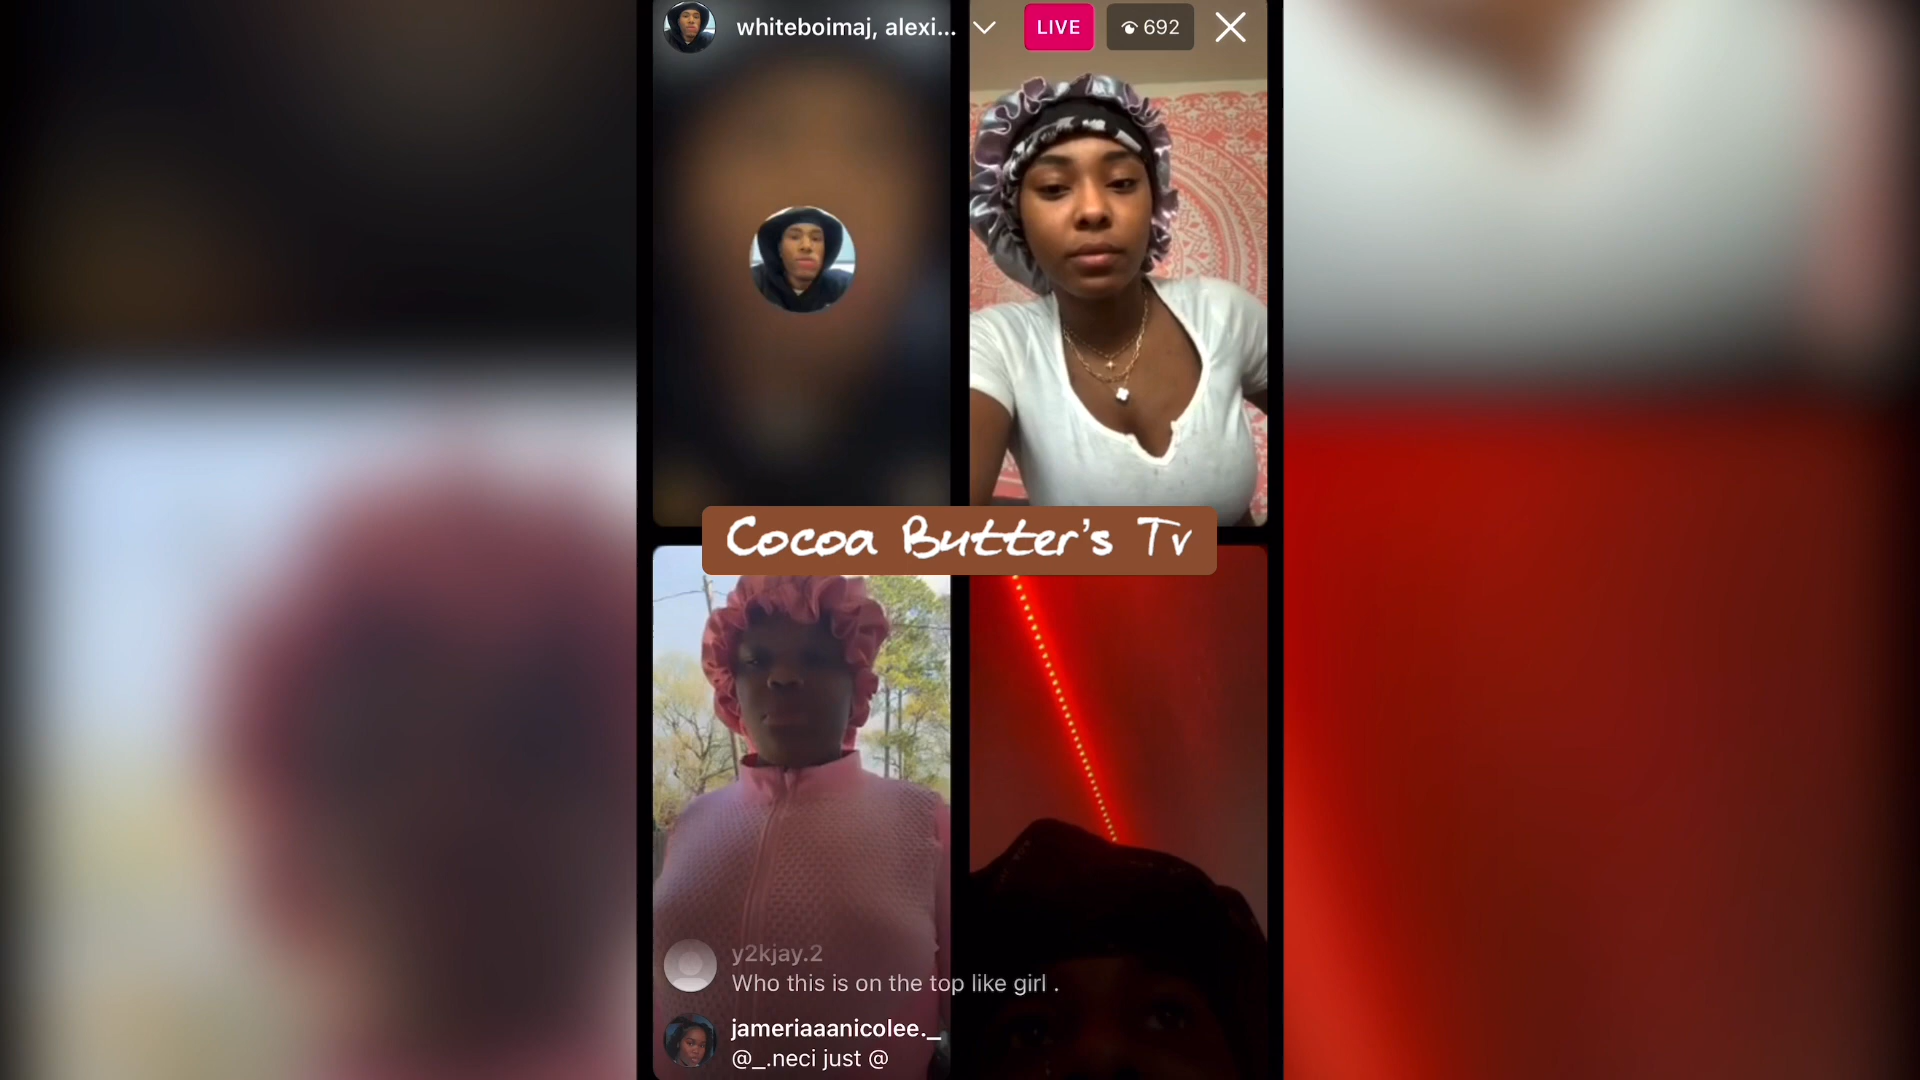 whiteboimaj, alexi...
LIVE
692
Cocoa Butter's Tv
y2kjay.2
Who this is on the top like girl .
jameriaaanicolee._
@_.neci just @